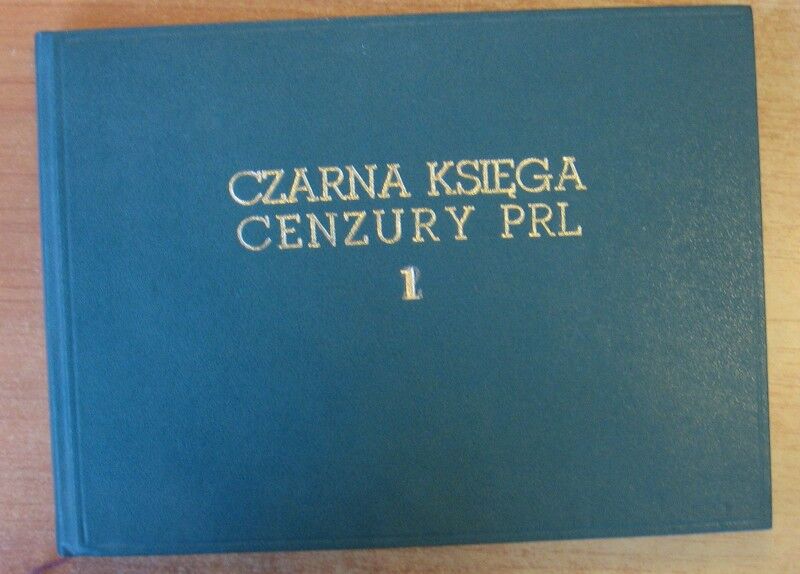 CZARNA KSIĘGA
CENZURY PRL
1